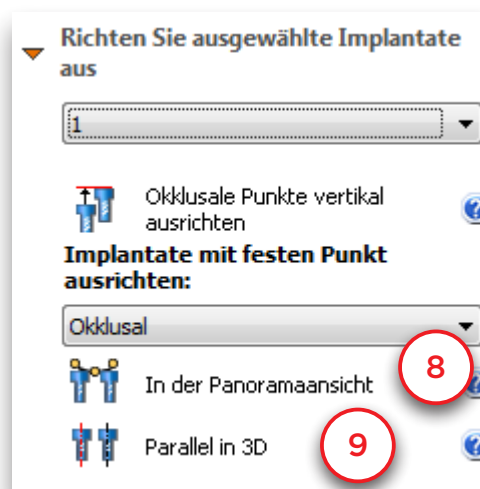 Richten Sie ausgewählte Implantate
aus
1
Okklusale Punkte vertikal
ausrichten
Implantate mit festen Punkt
ausrichten:
Okklusal
8
In der Panoramaansicht
Parallel in 3D
9